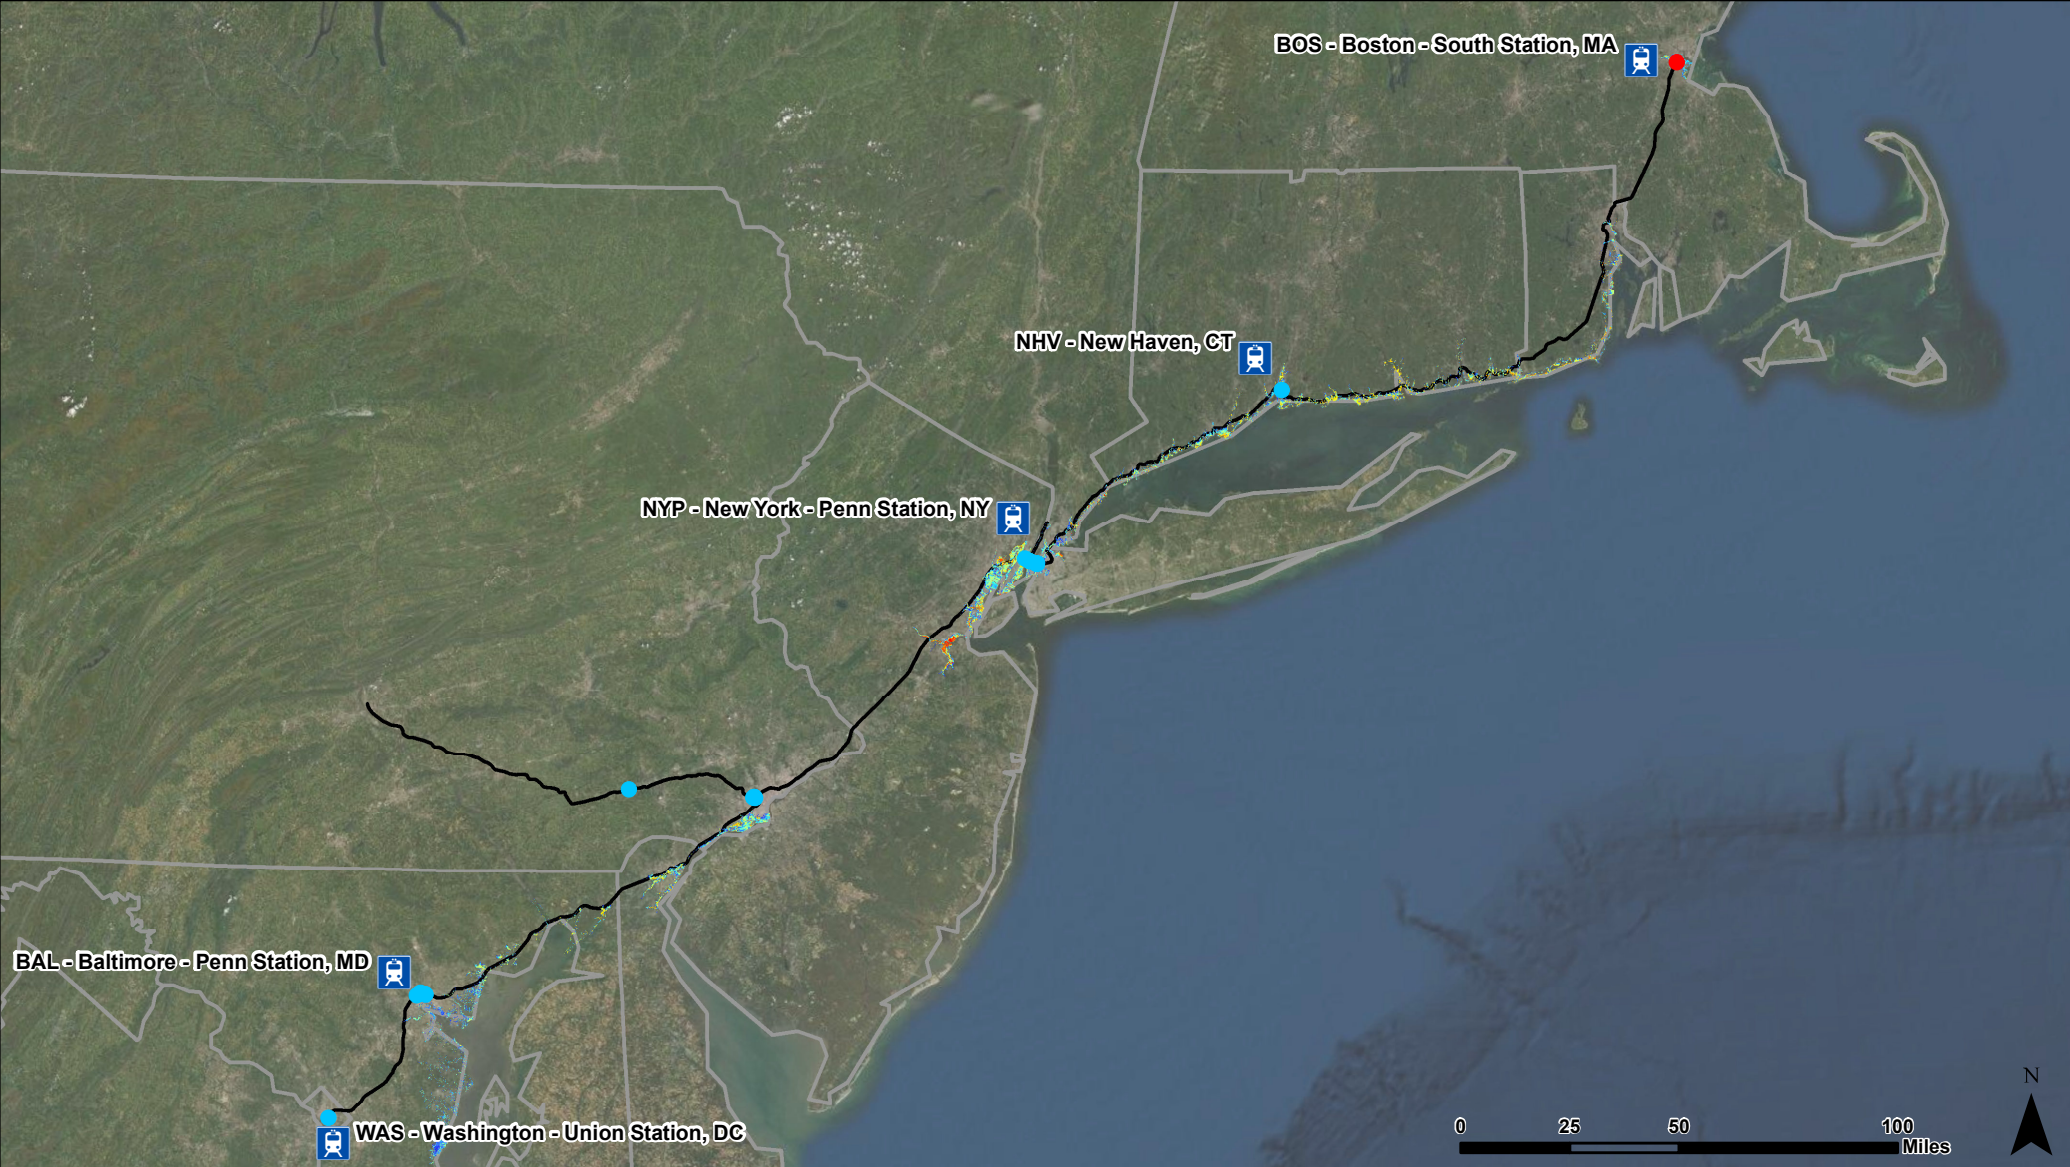 BOS - Boston - South Station, MA
NHV - New Haven, CT
NYP - New York - Penn Station, NY
BAL - Baltimore - Penn Station, MD
WAS - Washington - Union Station, DC
N
0 25 50 100
Miles